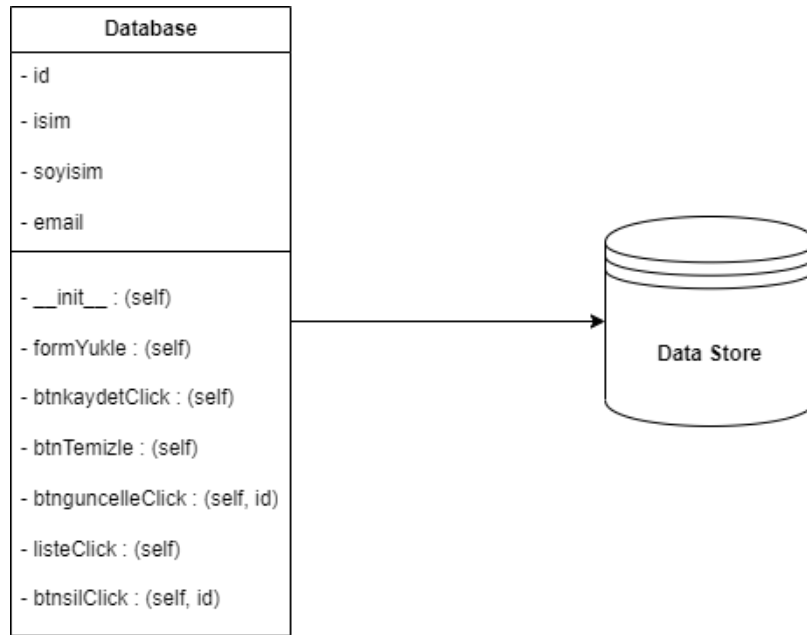 Database
- id
- isim
- soyisim
- email
- __init__ : (self)
- formYukle : (self)
- btnkaydetClick : (self)
- btnTemizle : (self)
- btnguncelleClick : (self, id)
- listeClick : (self)
- btnsilClick : (self, id)
Data Store